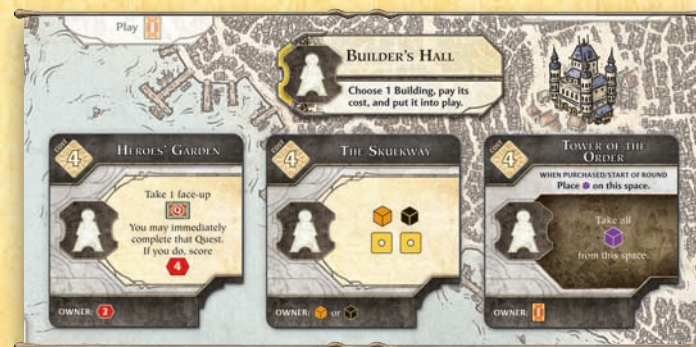 Play
BUILDER'S HALL
Choose 1 Building, pay its
cost, and put it into play.
COST
4
HEROES' GARDEN
Take 1 face-up
Q
You may immediately
complete that Quest.
If you do, score
4
OWNER: 2
COST
4
THE SKULKWAY
OWNER: or
COST
4
TOWER OF THE
ORDER
WHEN PURCHASED/START OF ROUND
Place on this space.
Take all
from this space.
OWNER: